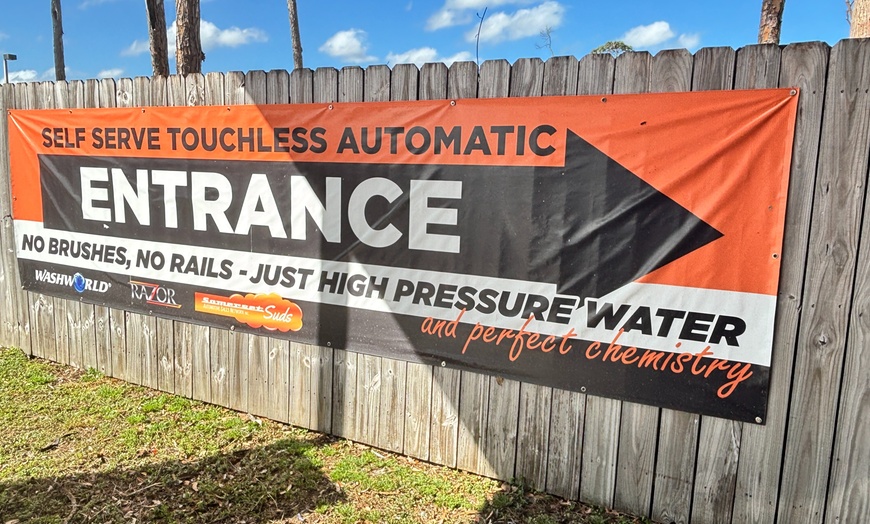 SELF SERVE TOUCHLESS AUTOMATIC
ENTRANCE
NO BRUSHES, NO RAILS - JUST HIGH PRESSURE WATER
and perfect chemistry
WASHWORLD
RAZOR
Somerset
Suds